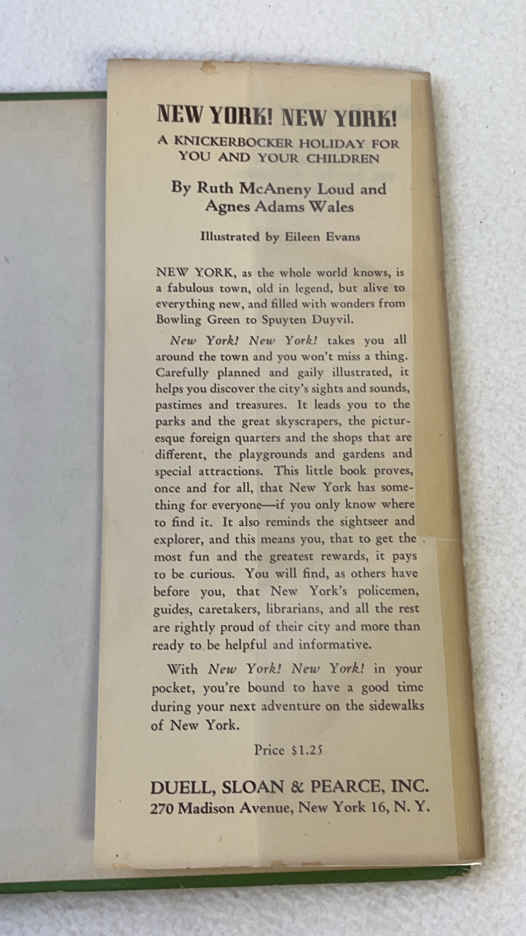 NEW YORK! NEW YORK!
A KNICKERBOCKER HOLIDAY FOR
YOU AND YOUR CHILDREN
By Ruth McAneny Loud and
Agnes Adams Wales
Illustrated by Eileen Evans
NEW YORK, as the whole world knows, is
a fabulous town, old in legend, but alive to
everything new, and filled with wonders from
Bowling Green to Spuyten Duyvil.
New York! New York! takes you all
around the town and you won't miss a thing.
Carefully planned and gaily illustrated, it
helps you discover the city's sights and sounds,
pastimes and treasures. It leads you to the
parks and the great skyscrapers, the pictur-
esque foreign quarters and the shops that are
different, the playgrounds and gardens and
special attractions. This little book proves,
once and for all, that New York has some-
thing for everyone—if you only know where
to find it. It also reminds the sightseer and
explorer, and this means you, that to get the
most fun and the greatest rewards, it pays
to be curious. You will find, as others have
before you, that New York's policemen,
guides, caretakers, librarians, and all the rest
are rightly proud of their city and more than
ready to be helpful and informative.
With New York! New York! in your
pocket, you're bound to have a good time
during your next adventure on the sidewalks
of New York.
Price $1.25
DUELL, SLOAN & PEARCE, INC.
270 Madison Avenue, New York 16, N. Y.